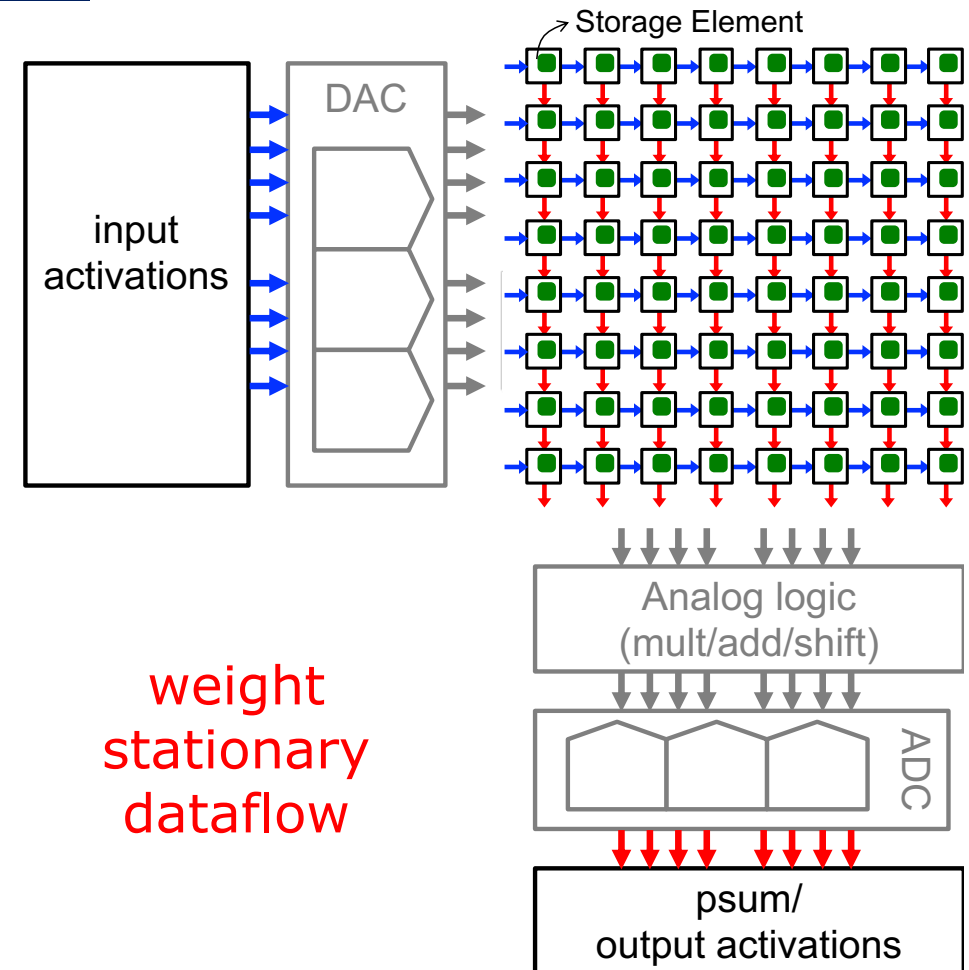 Storage Element
DAC
input
activations
Analog logic
(mult/add/shift)
weight
stationary
dataflow
ADC
psum/
output activations